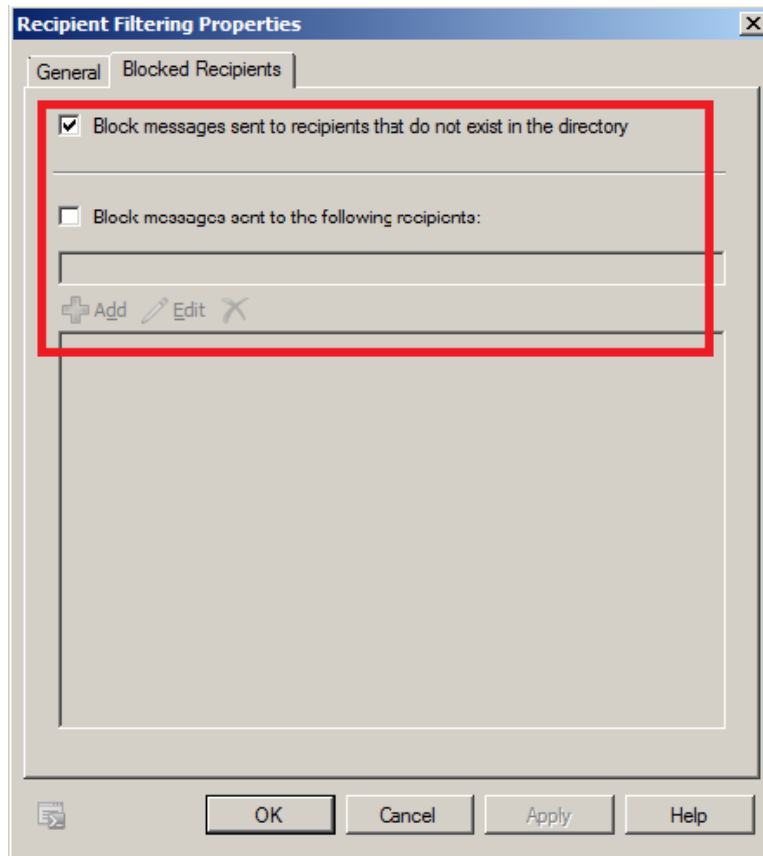 Recipient Filtering Properties
General Blocked Recipients
Block messages sent to recipients that do not exist in the directory
Block messages sent to the following recipients:
Add Edit
OK Cancel Apply Help